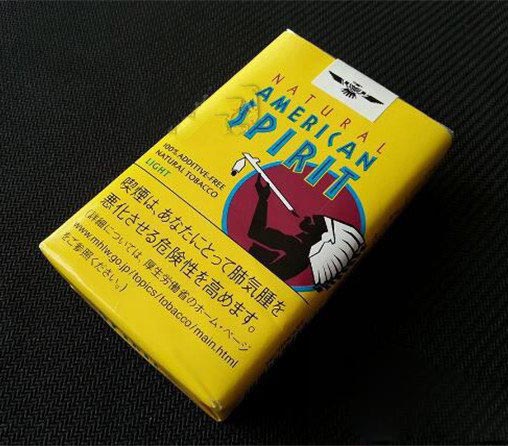 NATURAL
AMERICAN
SPIRIT
100% ADDITIVE-FREE
NATURAL TOBACCO
LIGHT
喫煙は、あなたにとって肺気腫を
悪化させる危険性を高めます。
(詳細については、厚生労働省のホーム・ページ
www.mhlw.go.jp/topics/tobacco/main.html
をご参照ください。)